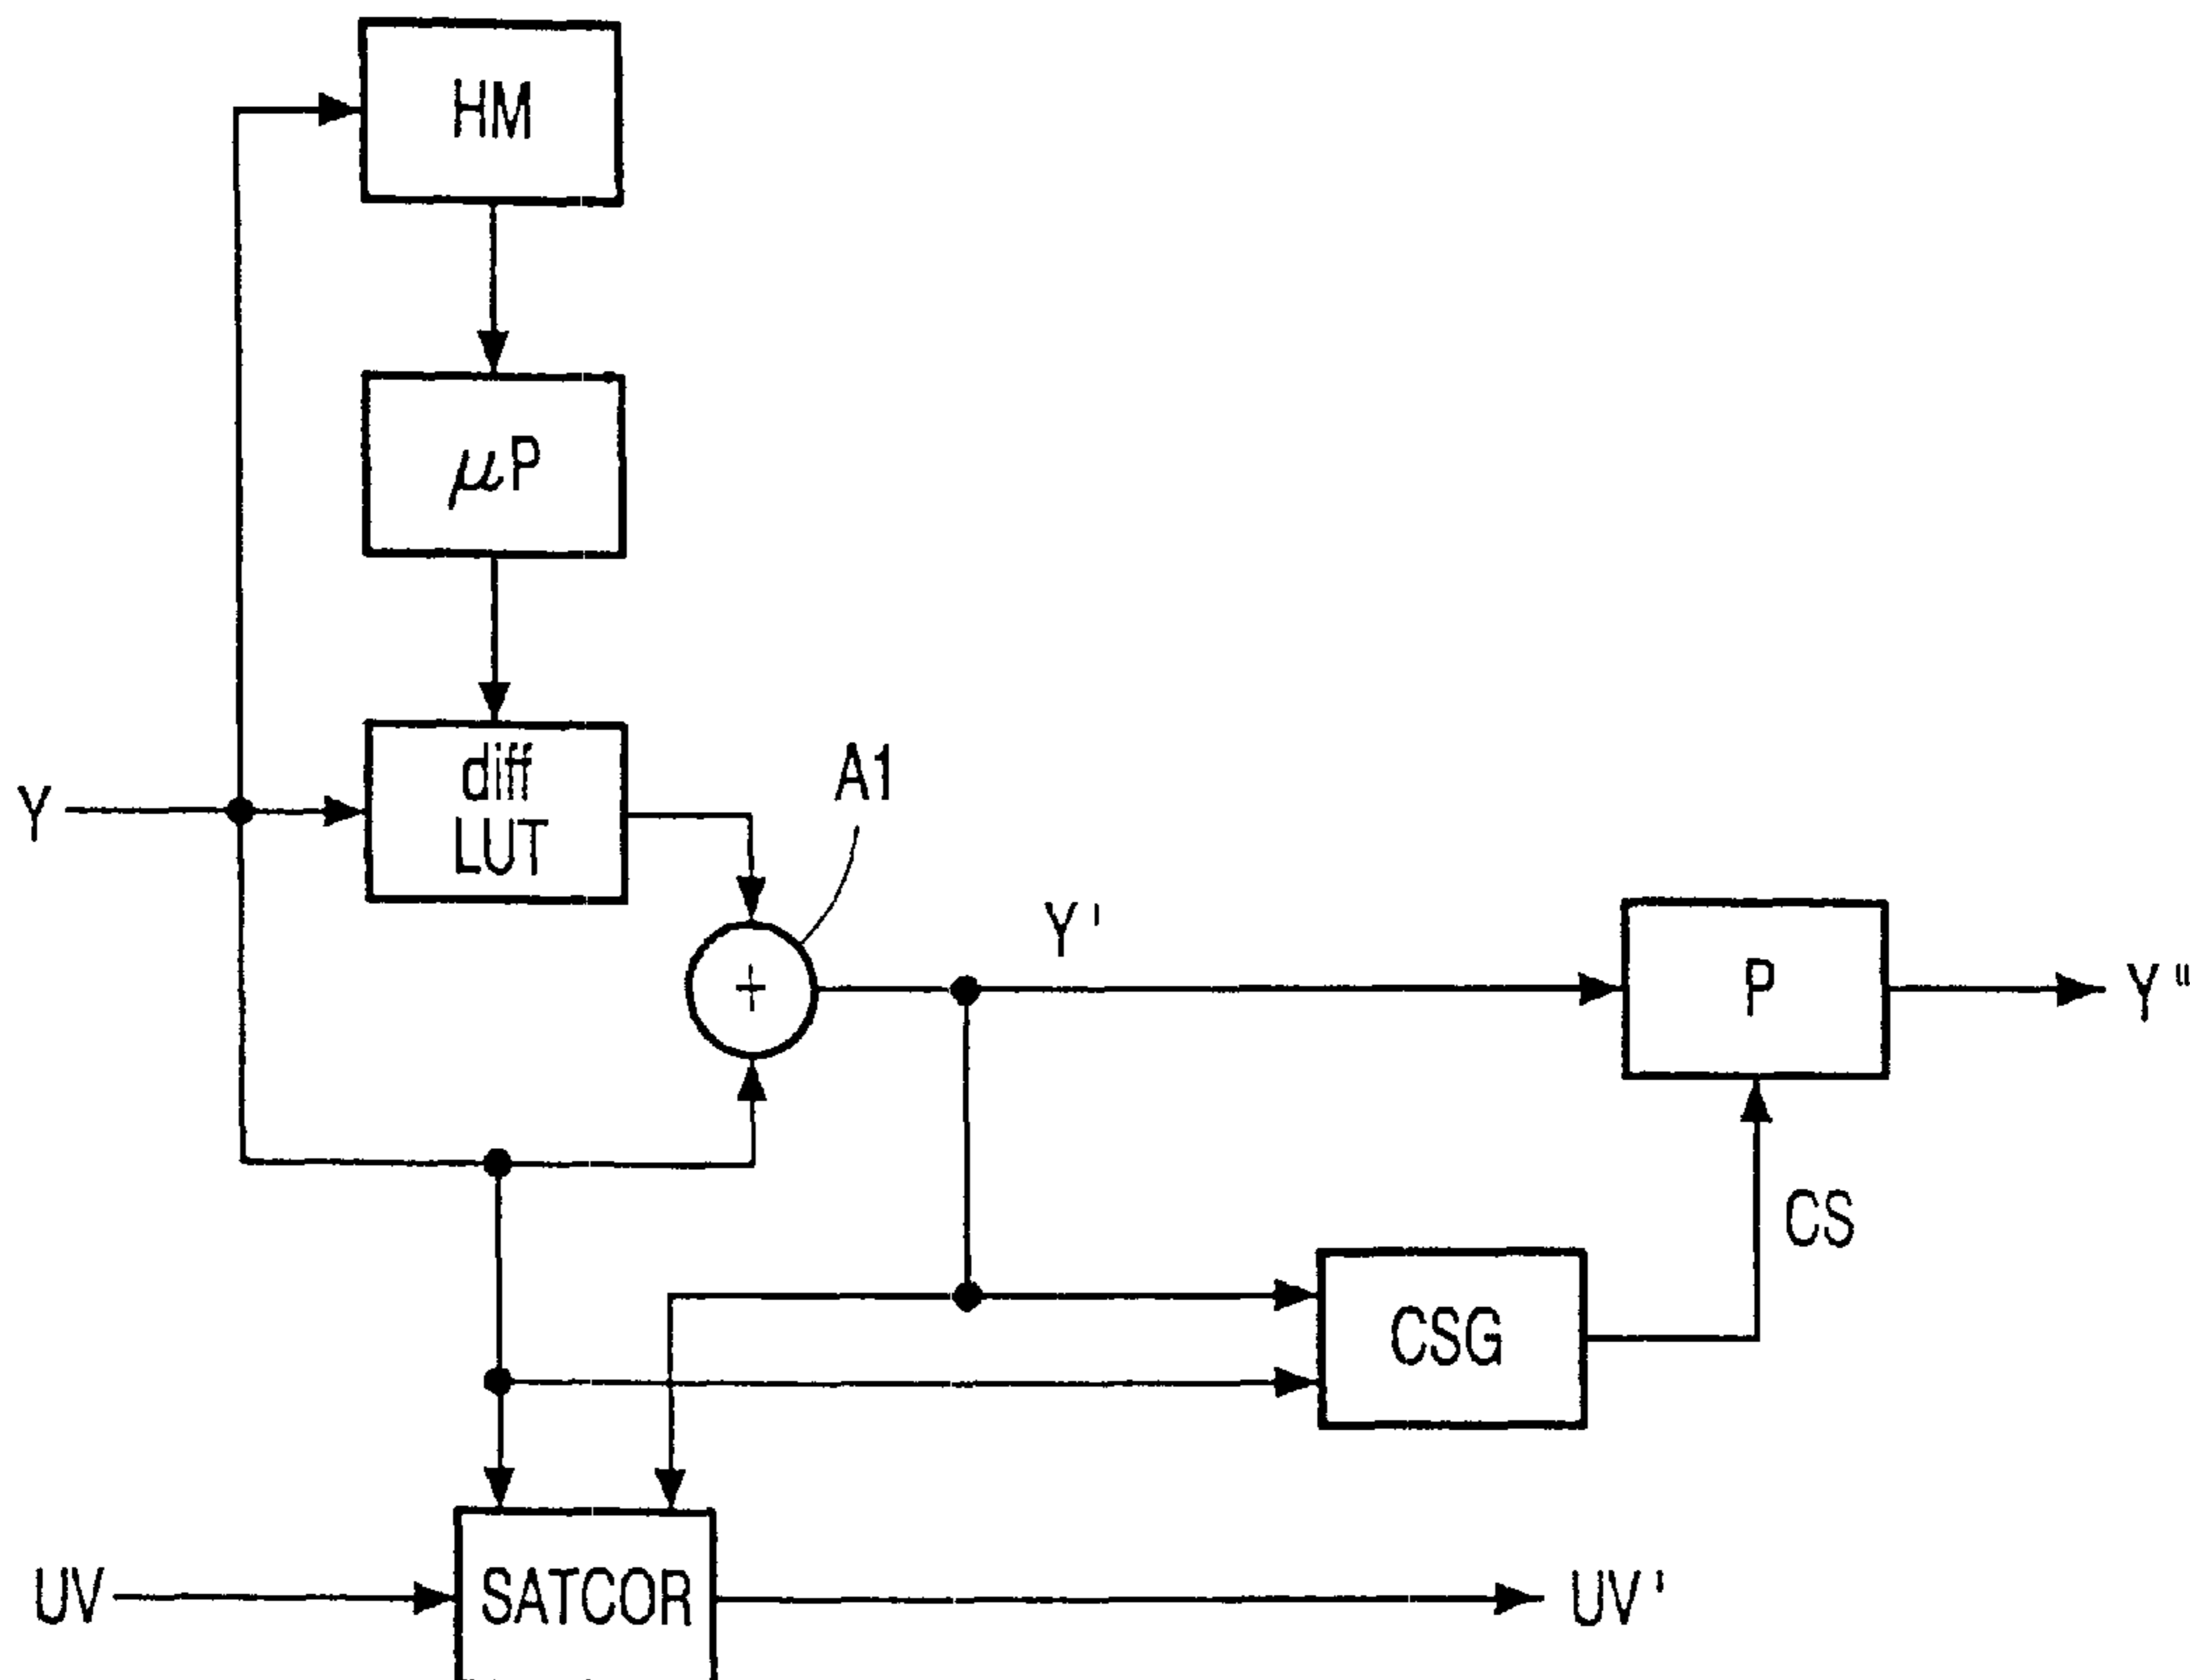 HM
μP
diff
LUT
Y
A1
+
Y'
P
Y"
CS
CSG
UV
SATCOR
UV'